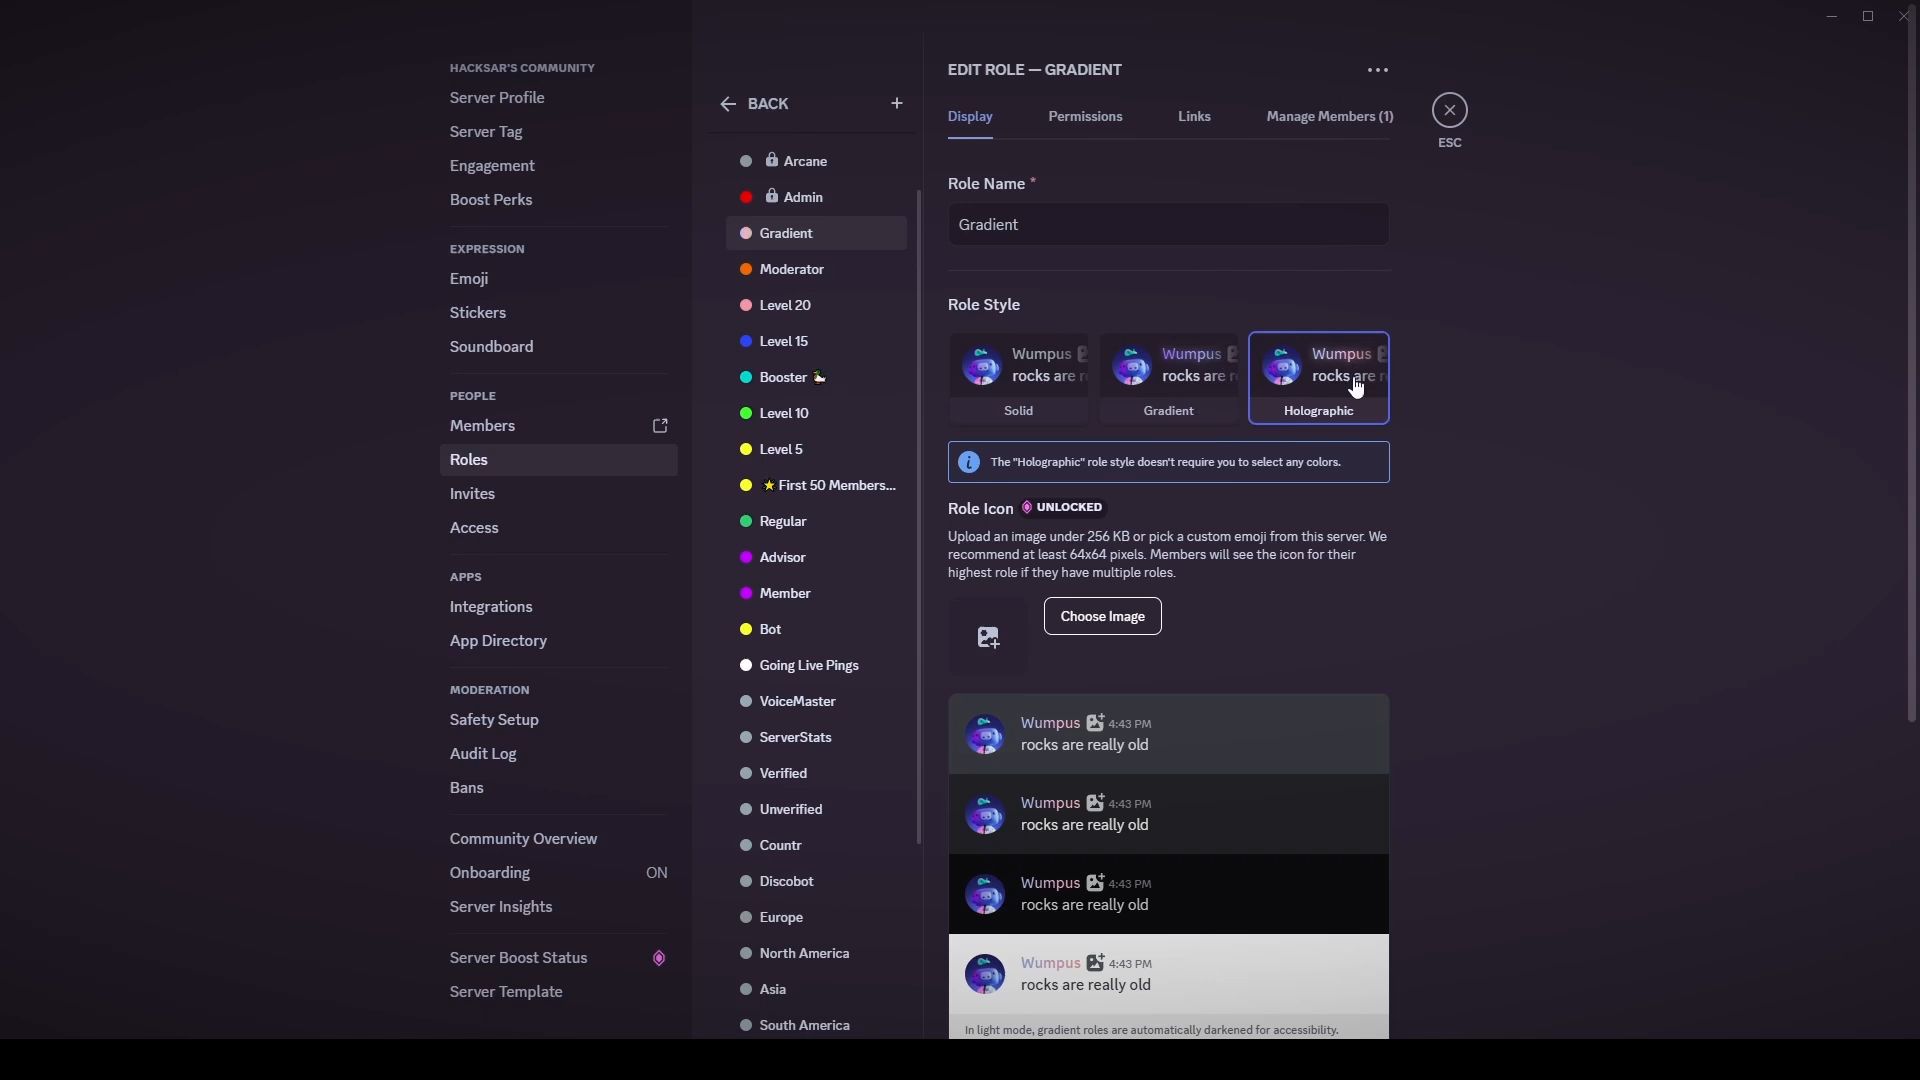 HACKSAR'S COMMUNITY
Server Profile
Server Tag
Engagement
Boost Perks
EXPRESSION
Emoji
Stickers
Soundboard
PEOPLE
Members
Roles
Invites
Access
APPS
Integrations
App Directory
MODERATION
Safety Setup
Audit Log
Bans
Community Overview
Onboarding ON
Server Insights
Server Boost Status
Server Template
BACK
Arcane
Admin
Gradient
Moderator
Level 20
Level 15
Booster
Level 10
Level 5
First 50 Members...
Regular
Advisor
Member
Bot
Going Live Pings
VoiceMaster
ServerStats
Verified
Unverified
Countr
Discobot
Europe
North America
Asia
South America
EDIT ROLE — GRADIENT
Display Permissions Links Manage Members (1)
ESC
Role Name *
Gradient
Role Style
Wumpus
rocks are r
Solid
Wumpus
rocks are r
Gradient
Wumpus
rocks are r
Holographic
The "Holographic" role style doesn't require you to select any colors.
Role Icon UNLOCKED
Upload an image under 256 KB or pick a custom emoji from this server. We
recommend at least 64x64 pixels. Members will see the icon for their
highest role if they have multiple roles.
Choose Image
Wumpus 4:43 PM
rocks are really old
Wumpus 4:43 PM
rocks are really old
Wumpus 4:43 PM
rocks are really old
Wumpus 4:43 PM
rocks are really old
In light mode, gradient roles are automatically darkened for accessibility.